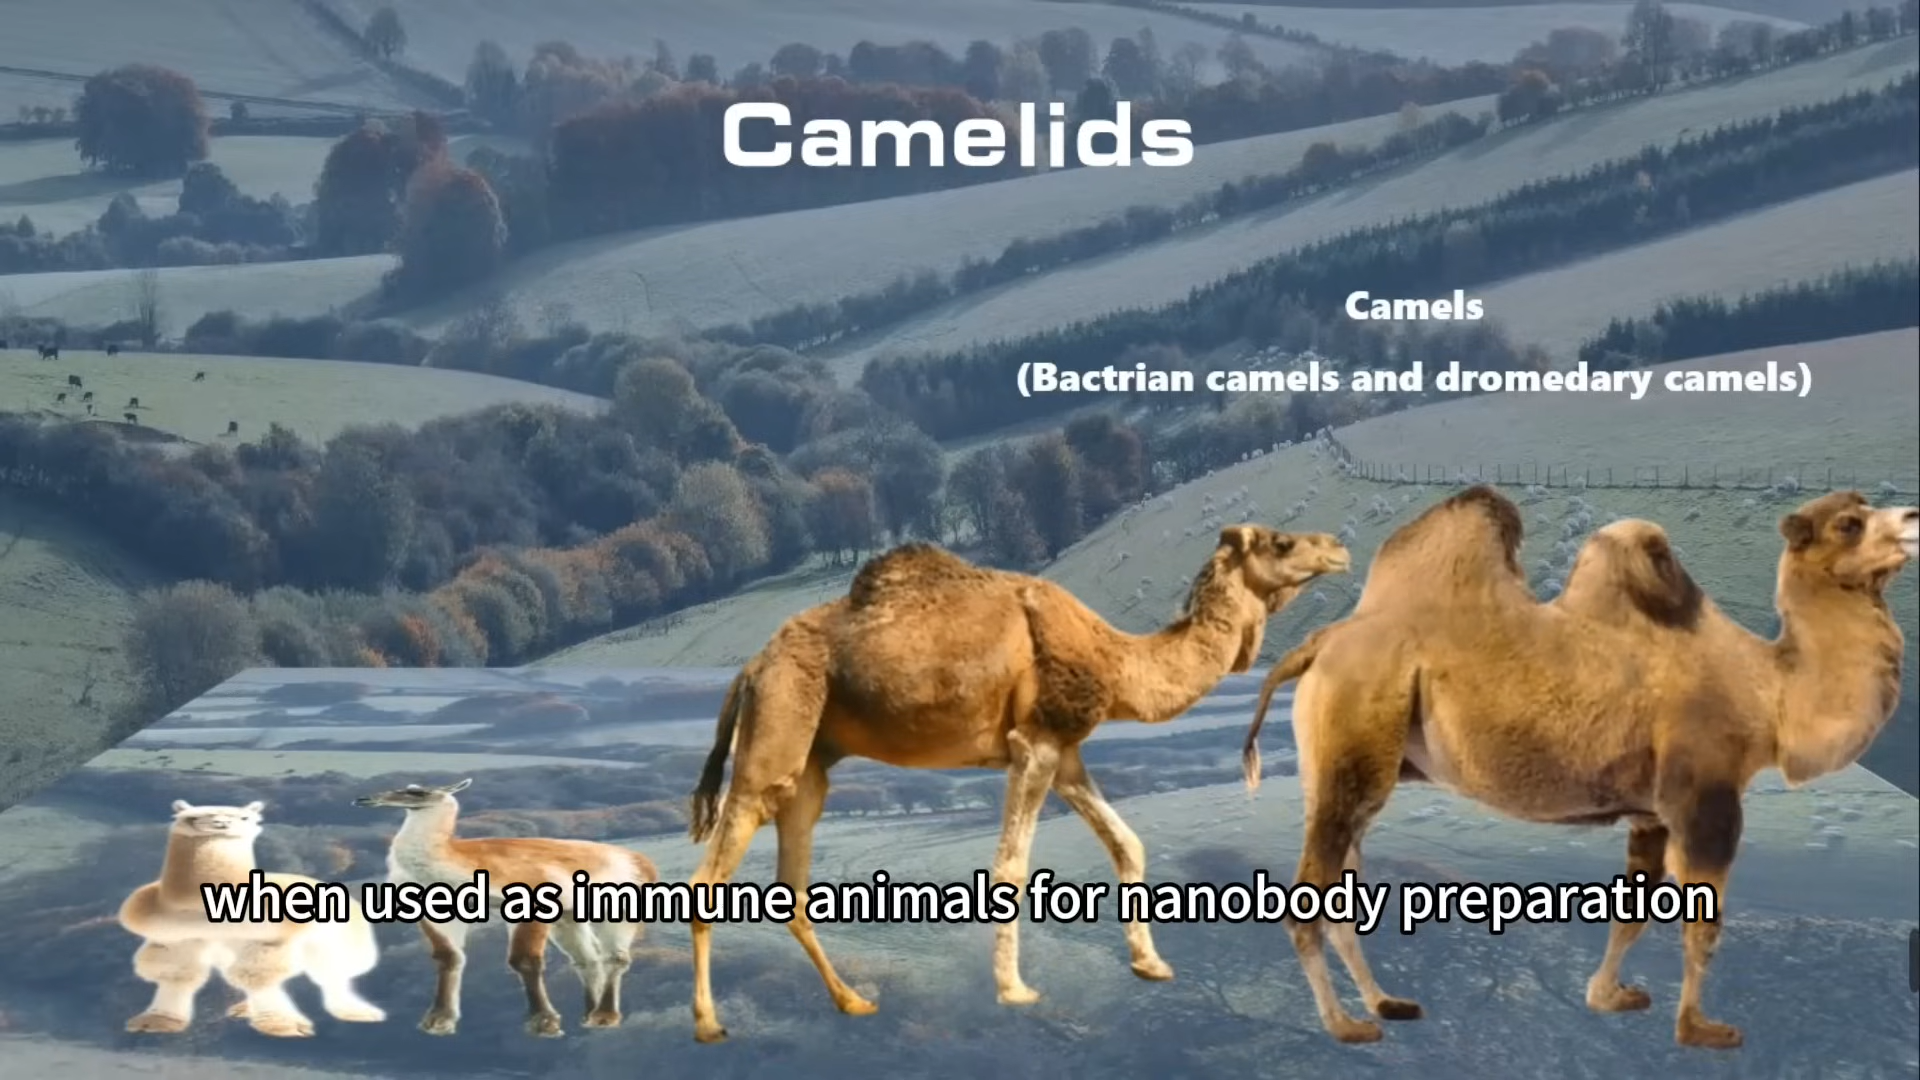 Camelids
Camels
(Bactrian camels and dromedary camels)
when used as immune animals for nanobody preparation